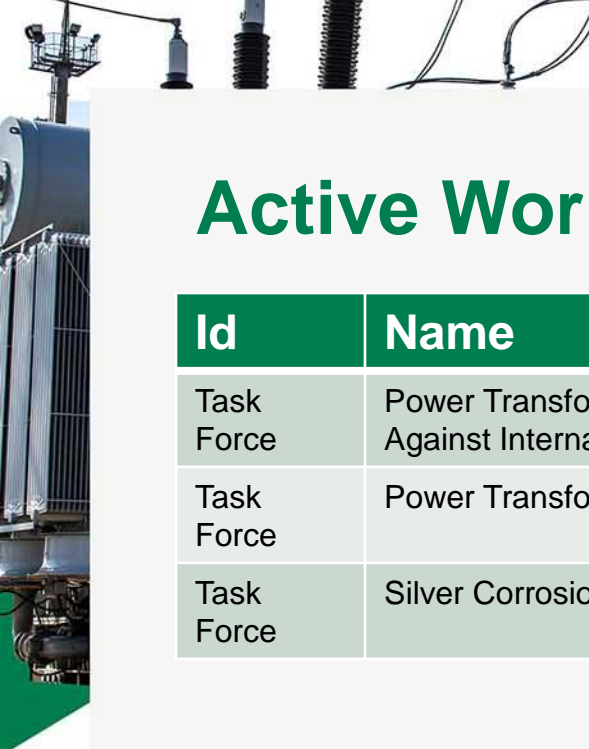 Active Wor
Id Name
Task Power Transfo
Force Against Interna
Task Power Transfo
Force
Task Silver Corrosio
Force